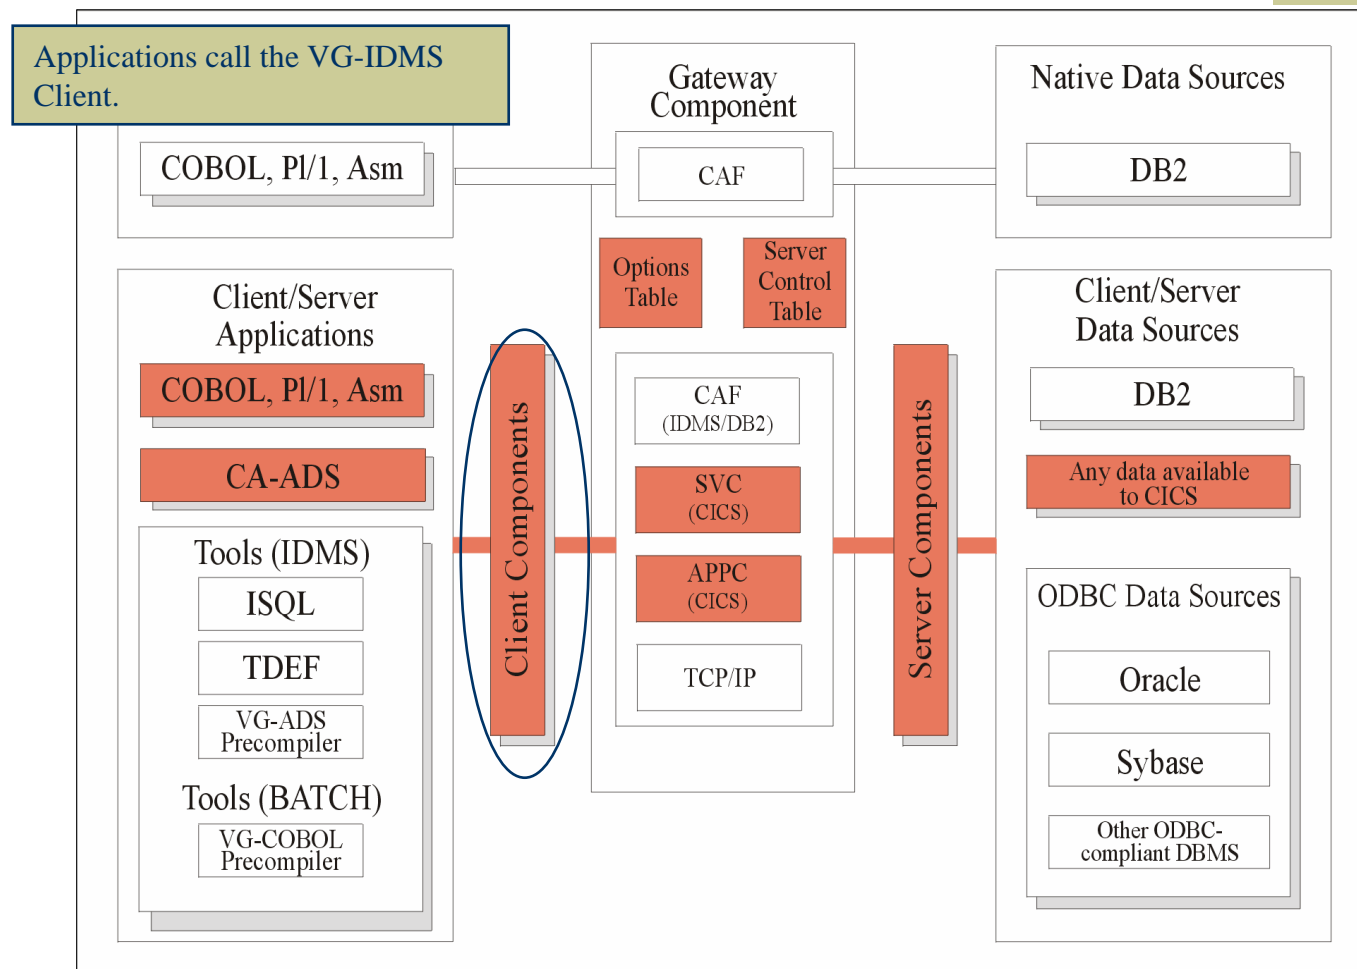 Applications call the VG-IDMS
Client.
COBOL, Pl/1, Asm
Gateway
Component
CAF
Native Data Sources
DB2
Options
Table
Server
Control
Table
Client/Server
Applications
COBOL, Pl/1, Asm
CA-ADS
Tools (IDMS)
ISQL
TDEF
VG-ADS
Precompiler
Tools (BATCH)
VG-COBOL
Precompiler
Client Components
CAF
(IDMS/DB2)
SVC
(CICS)
APPC
(CICS)
TCP/IP
Server Components
Client/Server
Data Sources
DB2
Any data available
to CICS
ODBC Data Sources
Oracle
Sybase
Other ODBC-
compliant DBMS